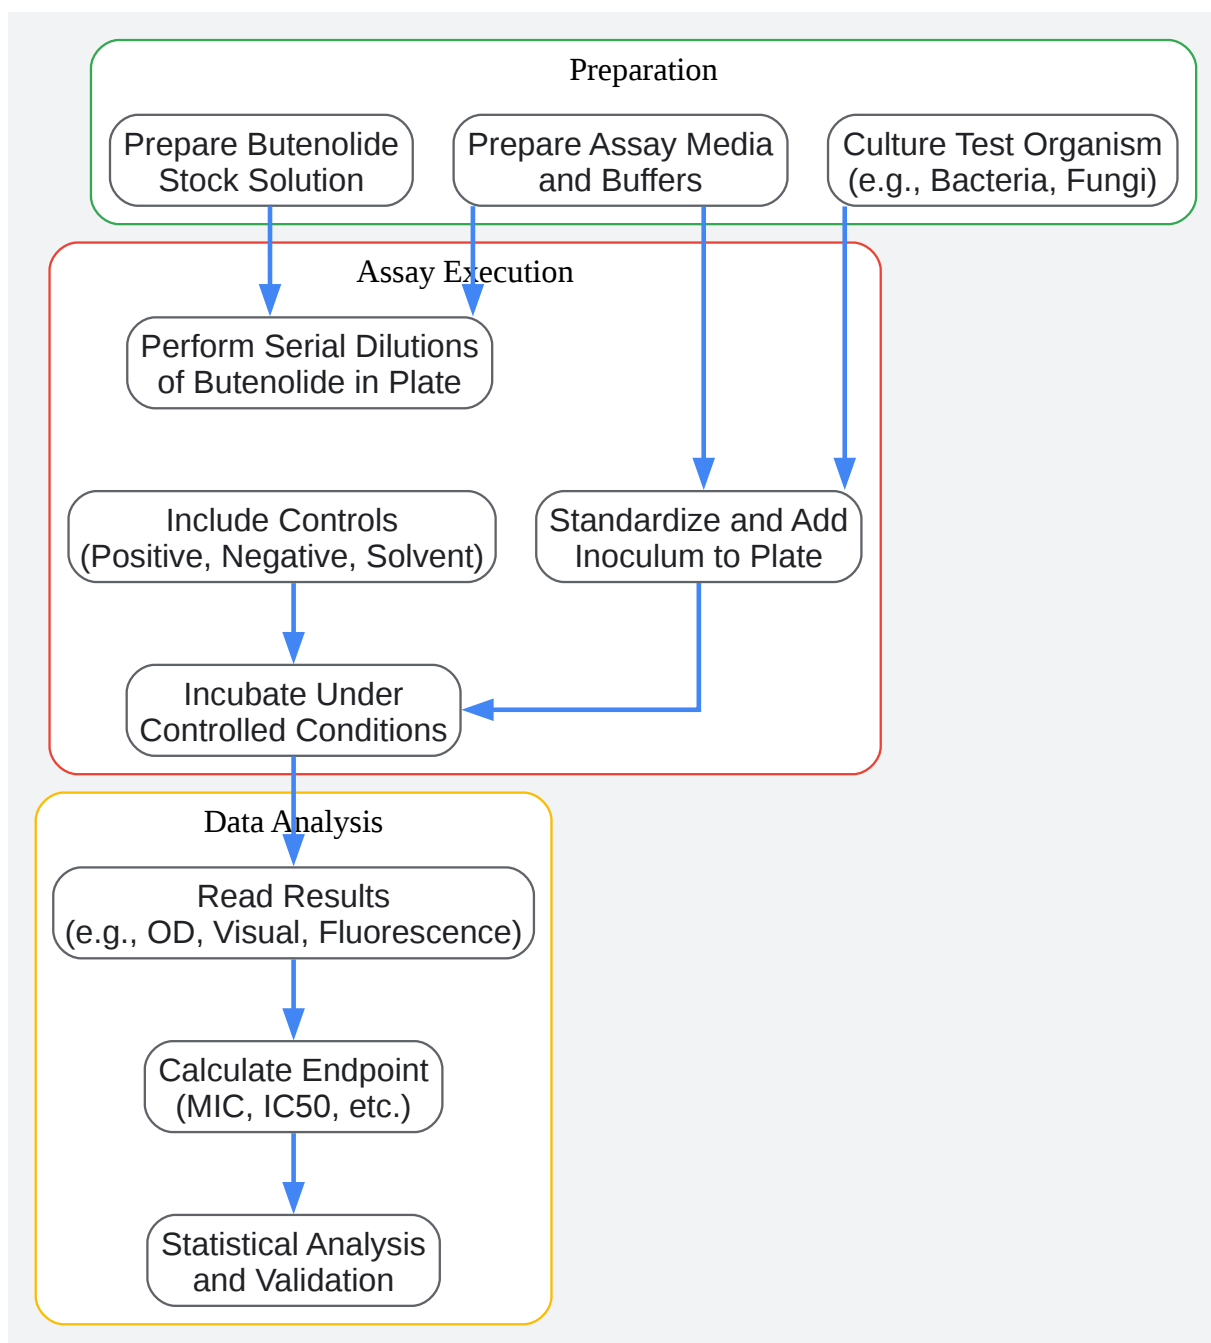 Preparation
Prepare Butenolide
Stock Solution
Prepare Assay Media
and Buffers
Culture Test Organism
(e.g., Bacteria, Fungi)
Assay Execution
Perform Serial Dilutions
of Butenolide in Plate
Include Controls
(Positive, Negative, Solvent)
Standardize and Add
Inoculum to Plate
Incubate Under
Controlled Conditions
Data Analysis
Read Results
(e.g., OD, Visual, Fluorescence)
Calculate Endpoint
(MIC, IC50, etc.)
Statistical Analysis
and Validation